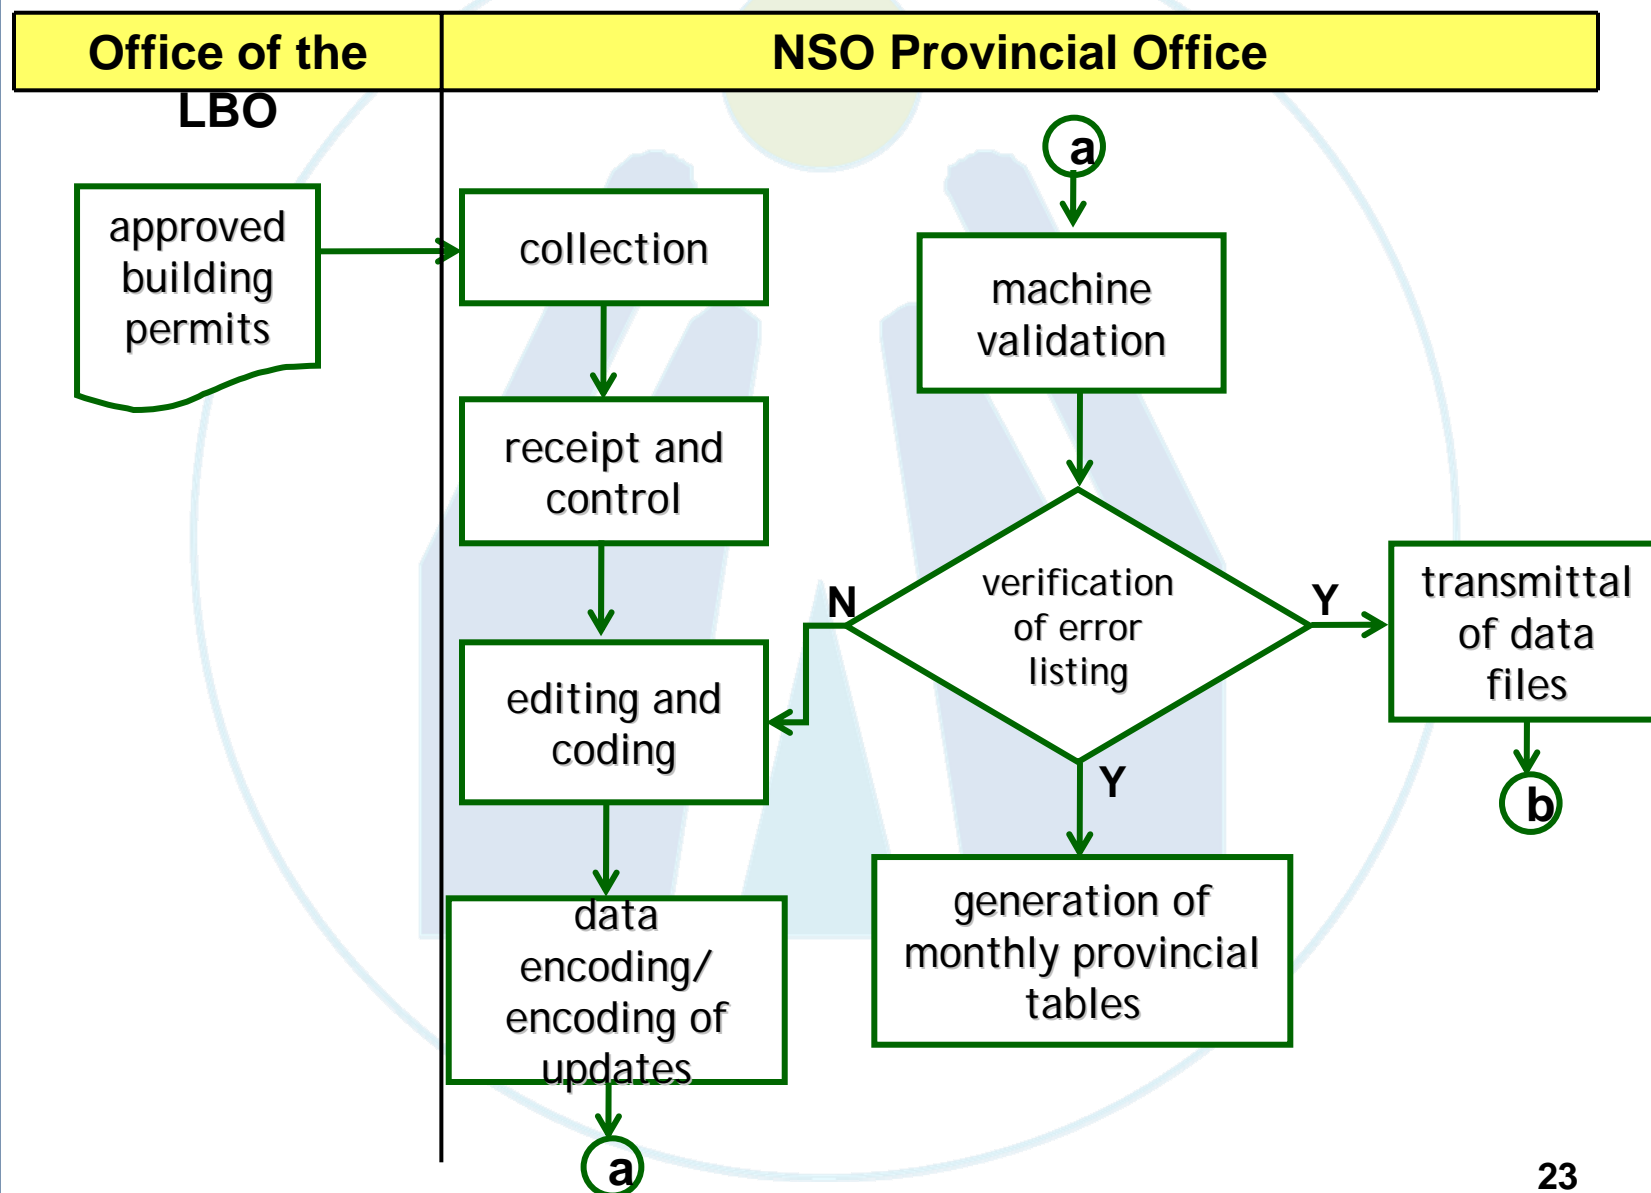 Office of the
LBO
NSO Provincial Office
approved
building
permits
collection
receipt and
control
editing and
coding
data
encoding/
encoding of
updates
a
a
machine
validation
verification
of error
listing
N
Y
Y
transmittal
of data
files
b
generation of
monthly provincial
tables
23